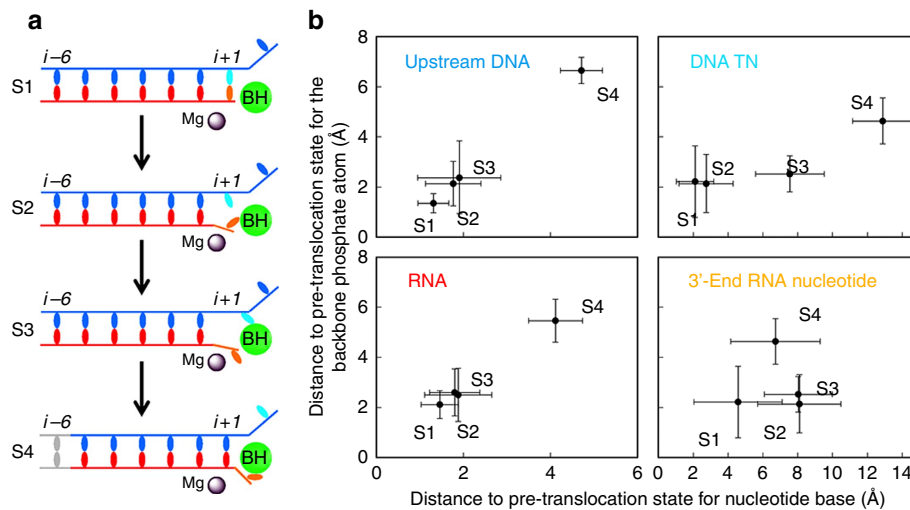 a
i–6
i+1
S1
BH
Mg
i–6
i+1
S2
BH
Mg
i–6
i+1
S3
BH
Mg
i–6
i+1
S4
BH
Mg
b
Distance to pre-translocation state for the
backbone phosphate atom (Å)
8
6
4
2
0
Upstream DNA
S4
S3
S1
S2
DNA TN
S4
S2
S3
S1
8
6
4
2
0
RNA
S4
S3
S1
S2
3'-End RNA nucleotide
S4
S3
S1
S2
0 2 4 6
0 2 4 6 8 10 12 14
Distance to pre-translocation state for nucleotide base (Å)